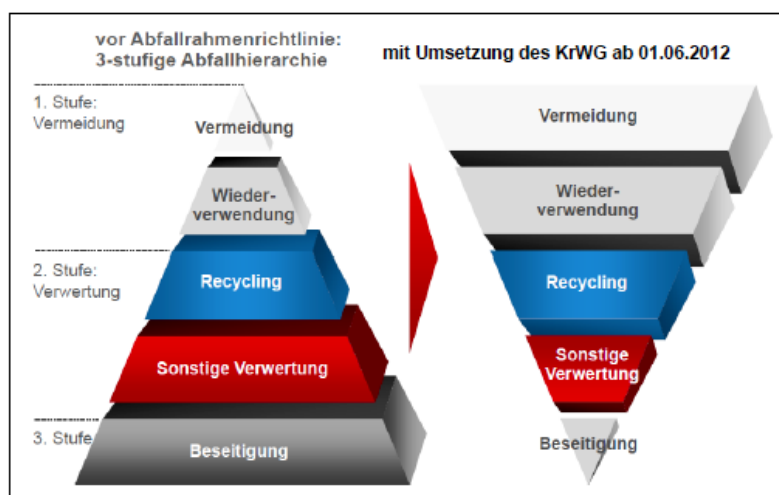 vor Abfallrahmenrichtlinie:
3-stufige Abfallhierarchie
mit Umsetzung des KrWG ab 01.06.2012
1. Stufe:
Vermeidung
2. Stufe:
Verwertung
3. Stufe
Vermeidung
Wieder-
verwendung
Recycling
Sonstige Verwertung
Beseitigung
Vermeidung
Wieder-
verwendung
Recycling
Sonstige
Verwertung
Beseitigung